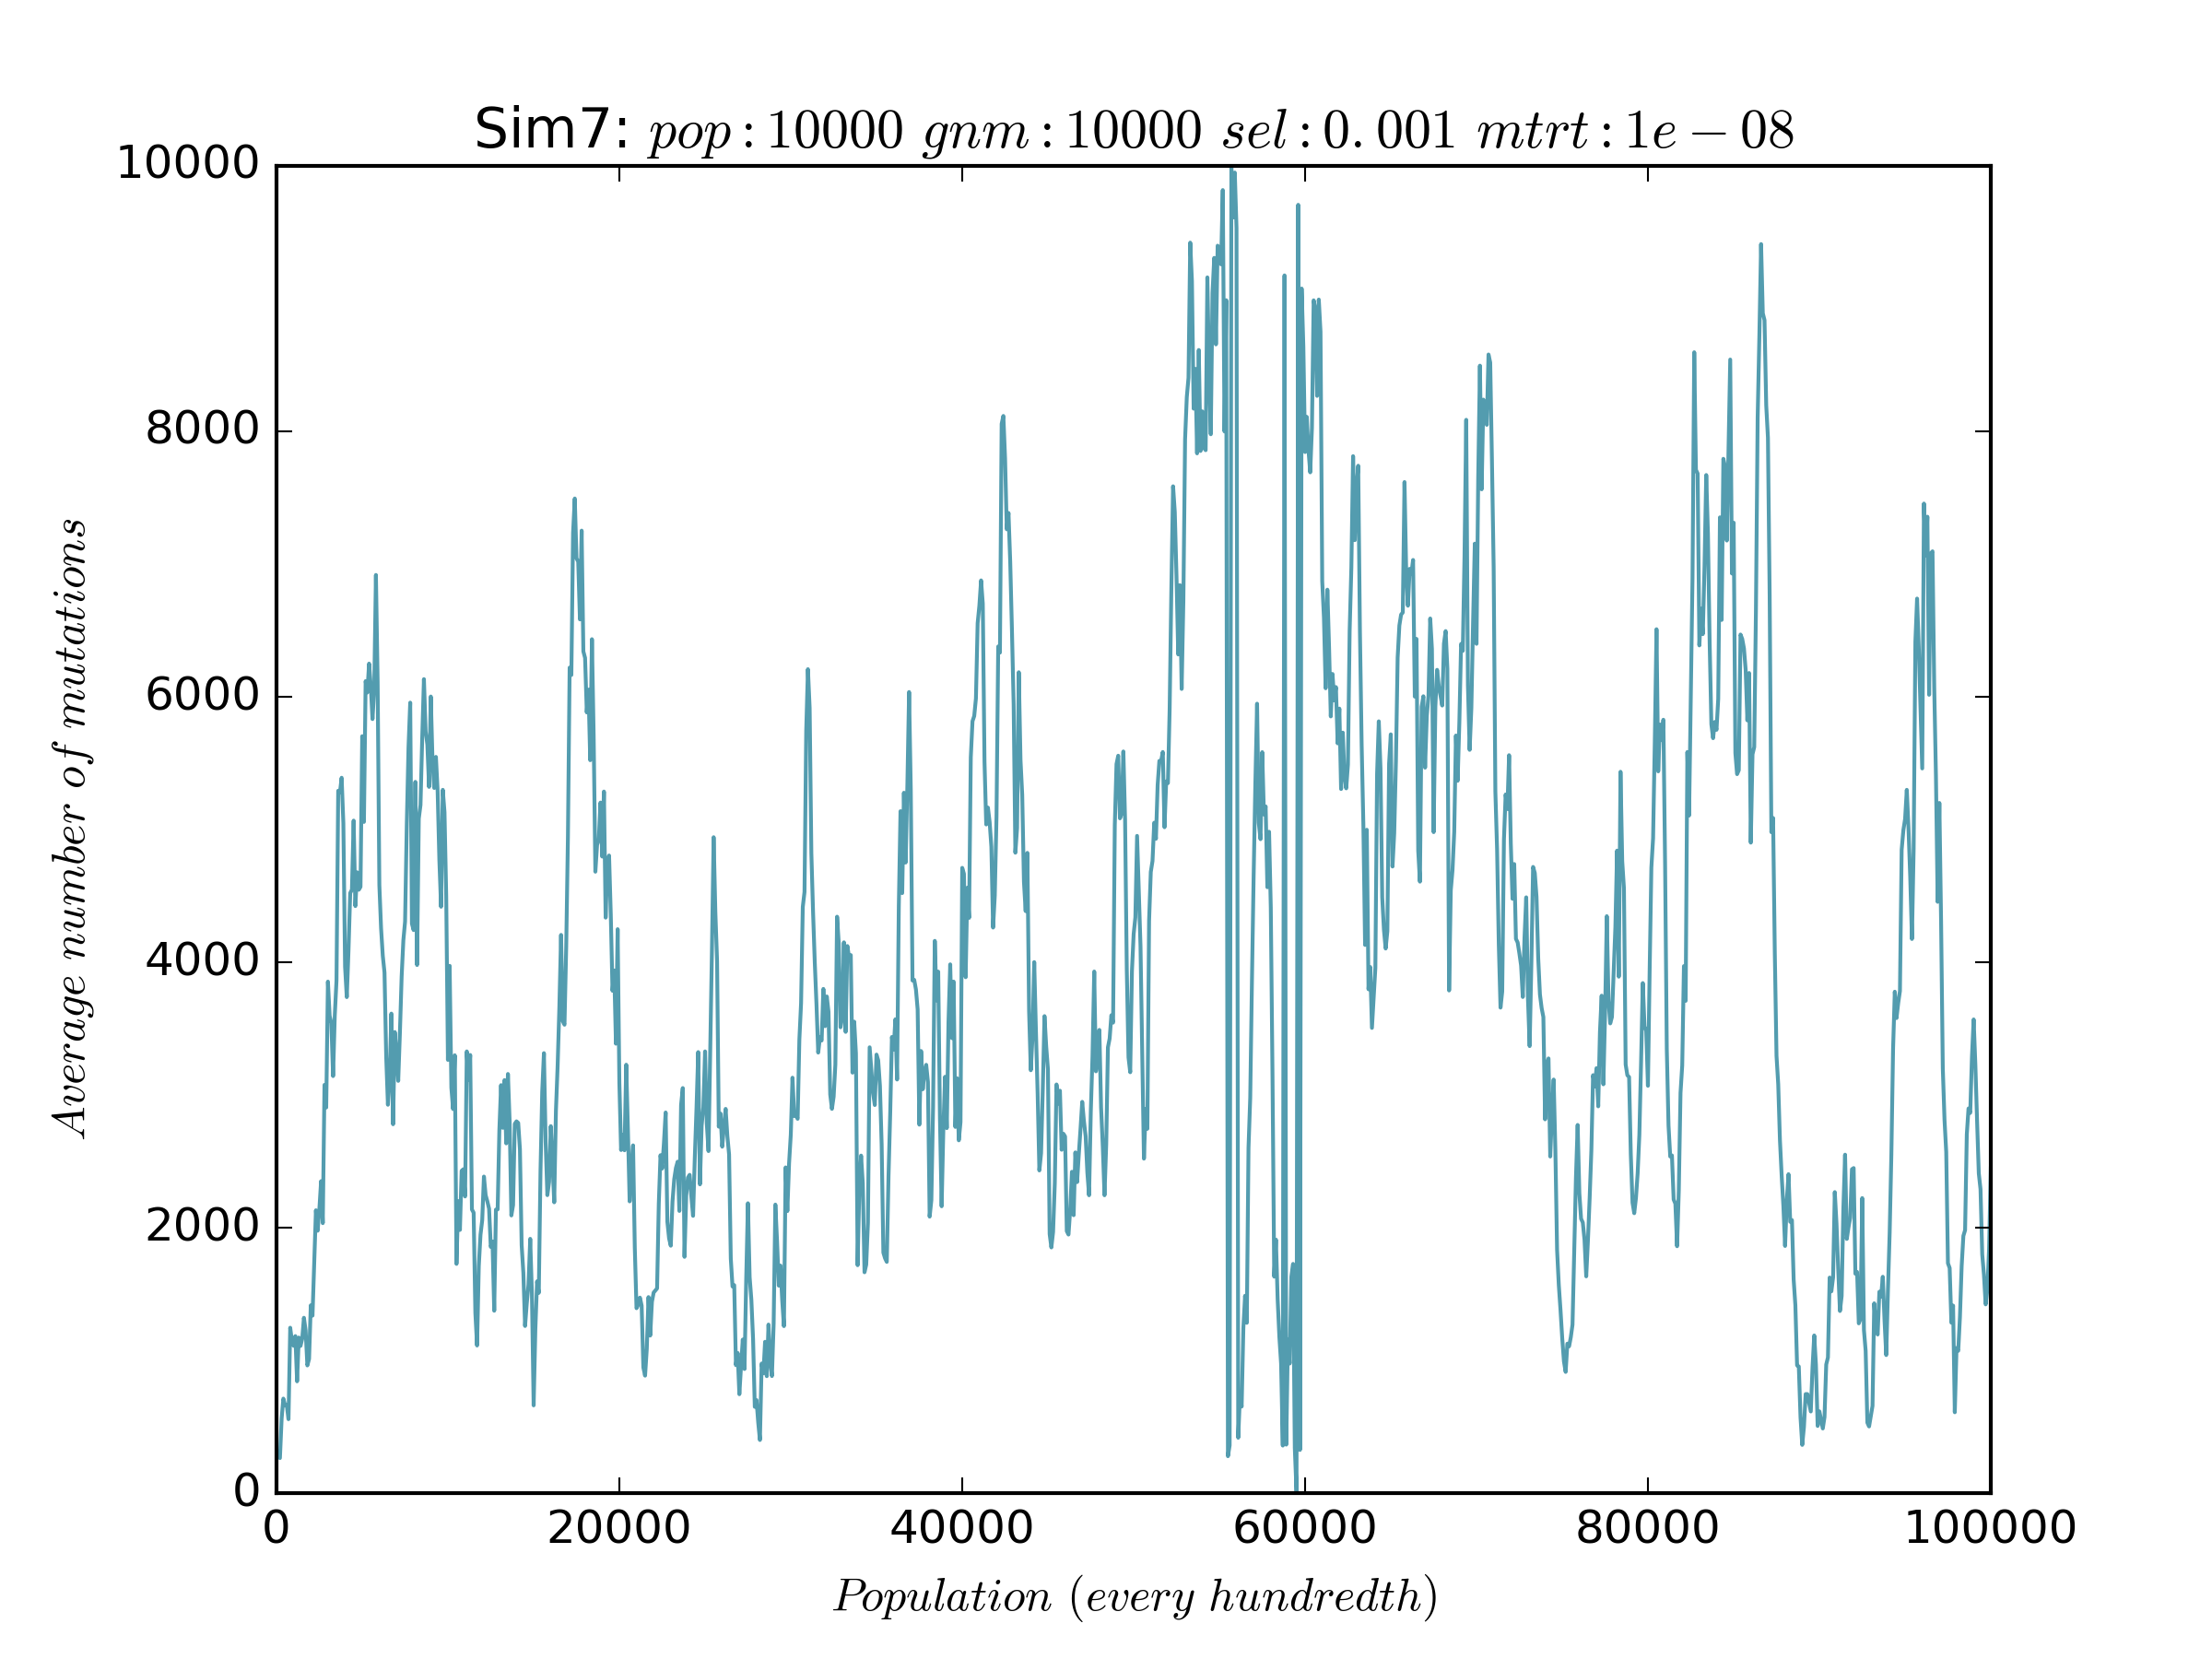 Sim7: pop : 10000 gnm : 10000 sel : 0.001 mtrt : 1e − 08
10000
8000
6000
4000
2000
0
Average number of mutations
0 20000 40000 60000 80000 100000
Population (every hundredth)